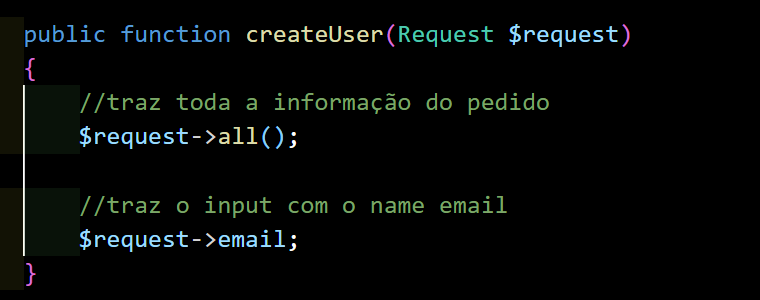 public function createUser(Request $request)
{
//traz toda a informação do pedido
$request->all();
//traz o input com o name email
$request->email;
}